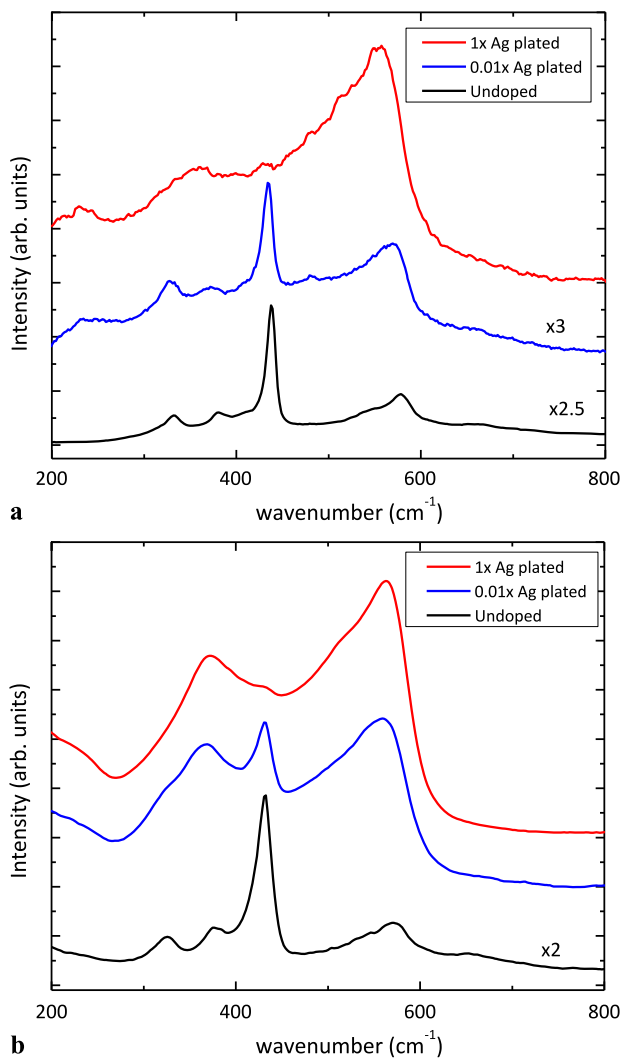 1x Ag plated
0.01x Ag plated
Undoped
Intensity (arb. units)
x3
x2.5
200 400 600 800
wavenumber (cm⁻¹)
a
1x Ag plated
0.01x Ag plated
Undoped
Intensity (arb. units)
x2
200 400 600 800
wavenumber (cm⁻¹)
b